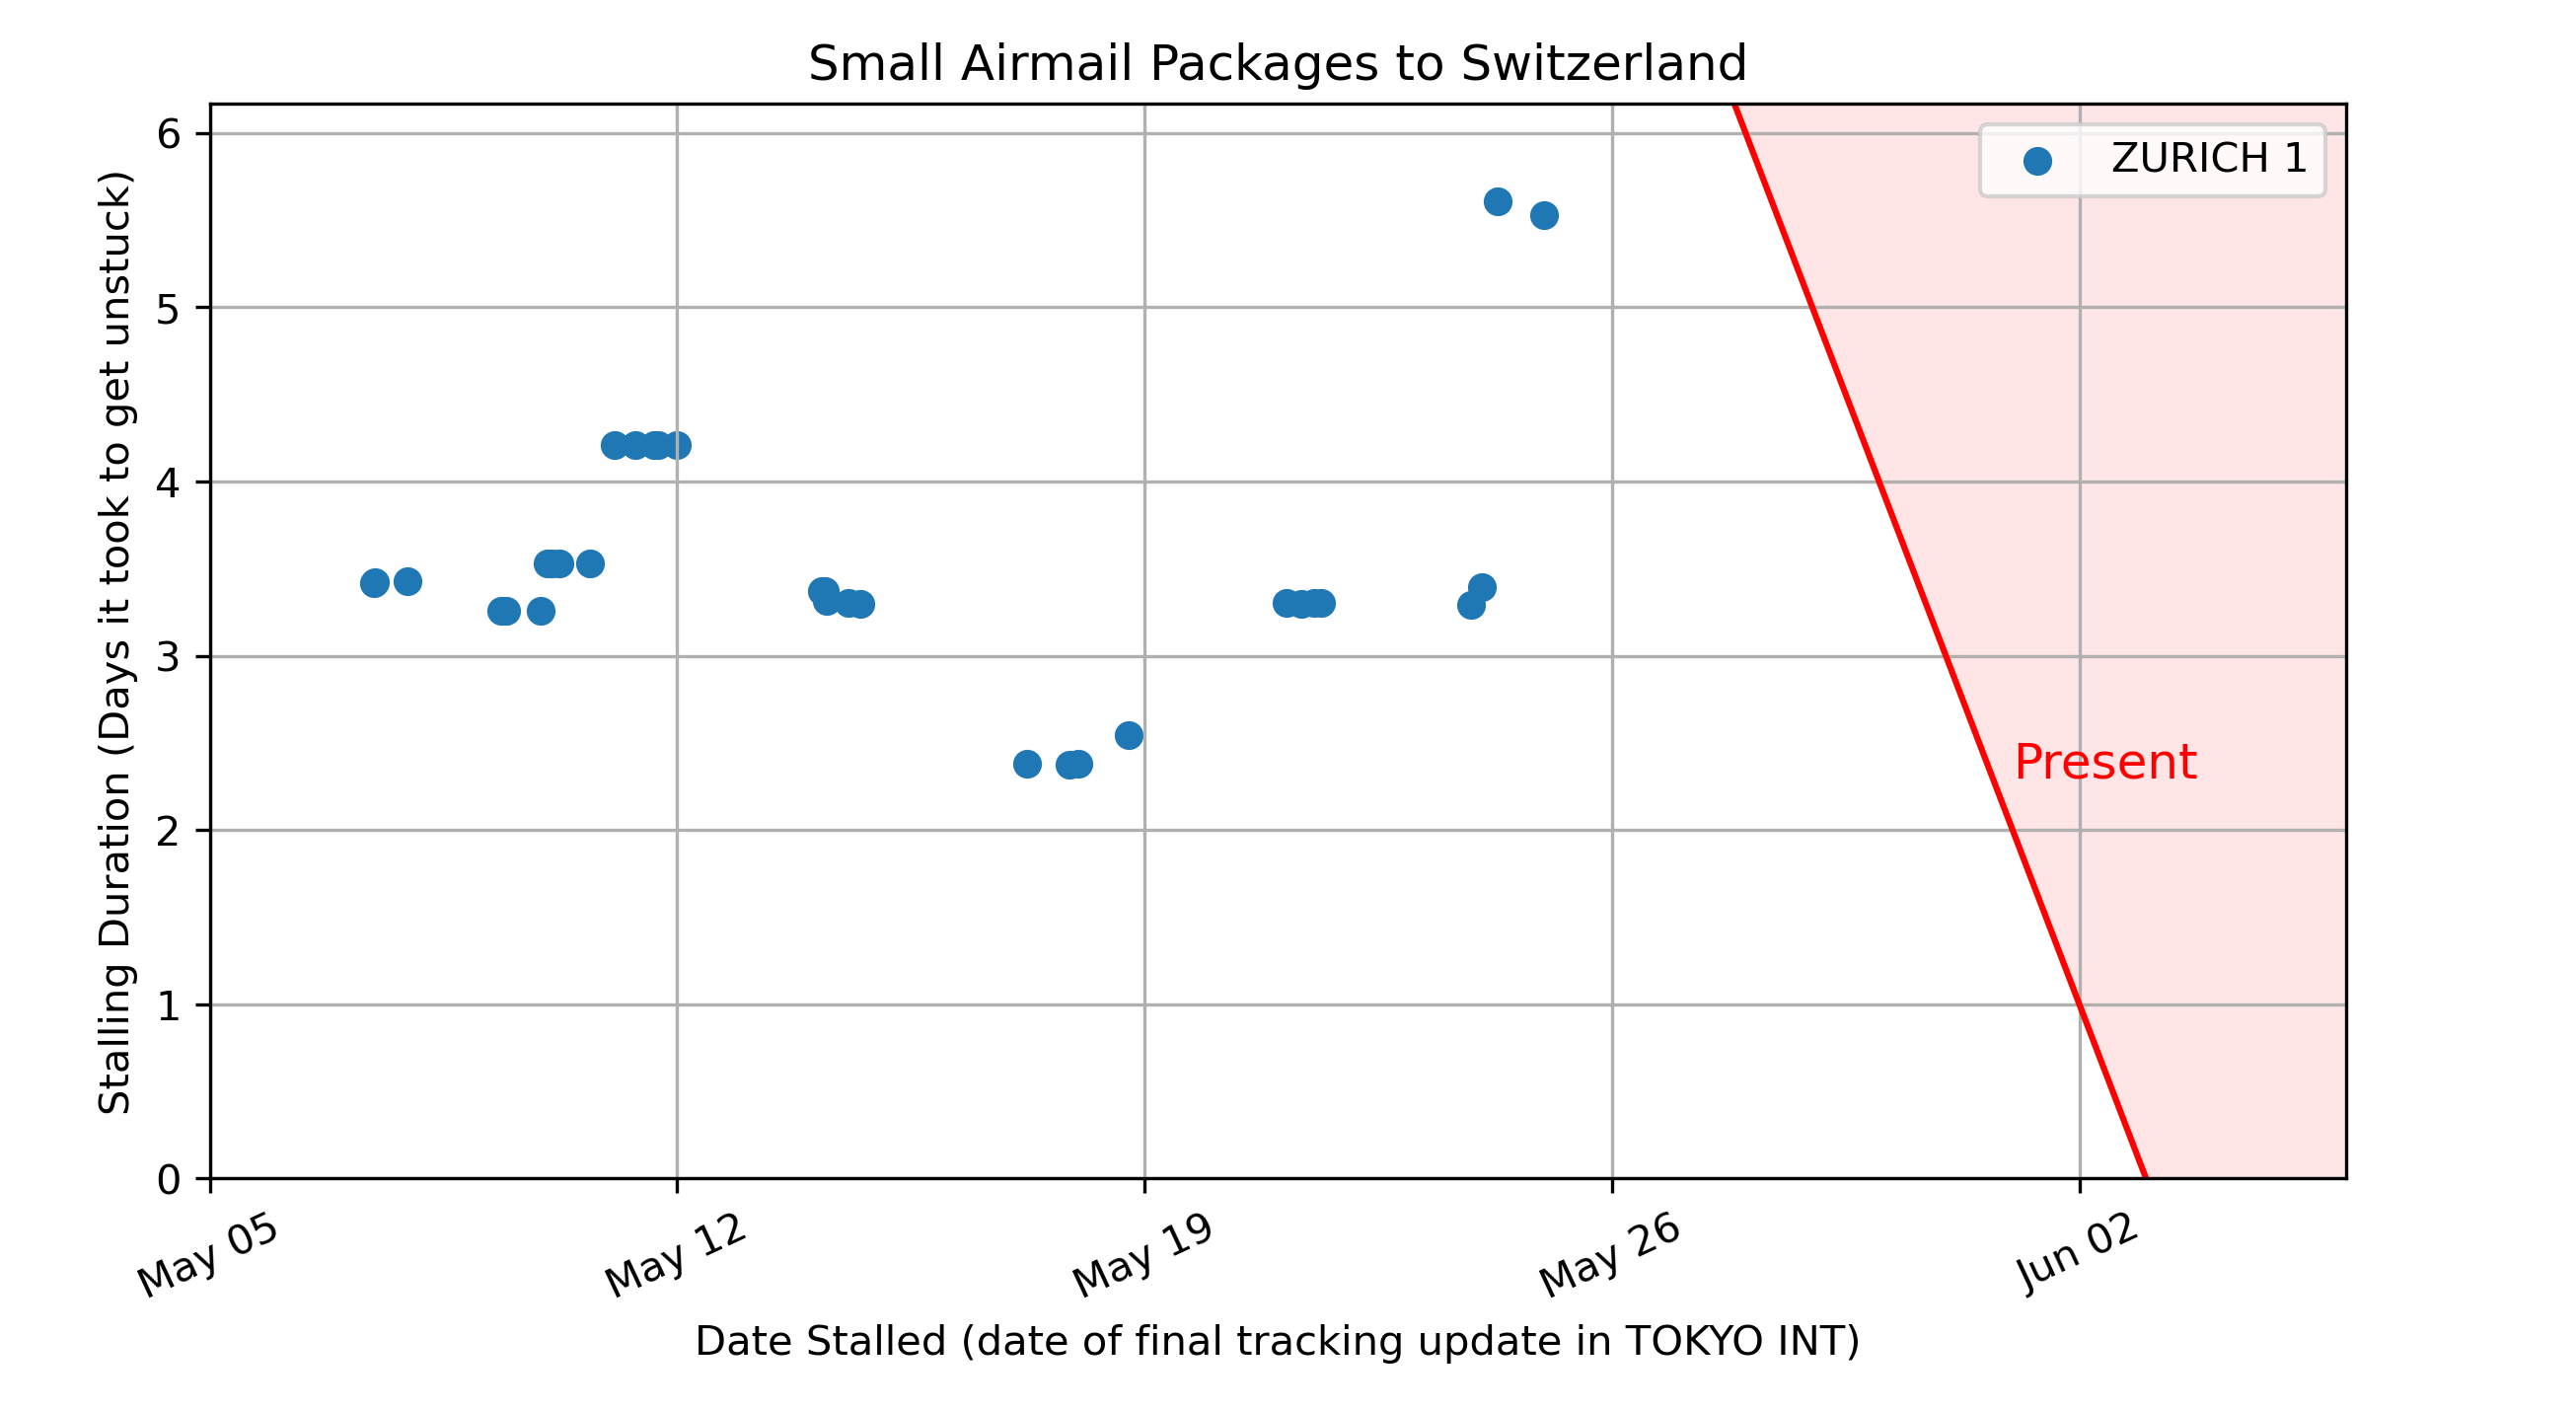 Small Airmail Packages to Switzerland
Stalling Duration (Days it took to get unstuck)
6
5
4
3
2
1
0
ZURICH 1
Present
May 05
May 12
May 19
May 26
Jun 02
Date Stalled (date of final tracking update in TOKYO INT)